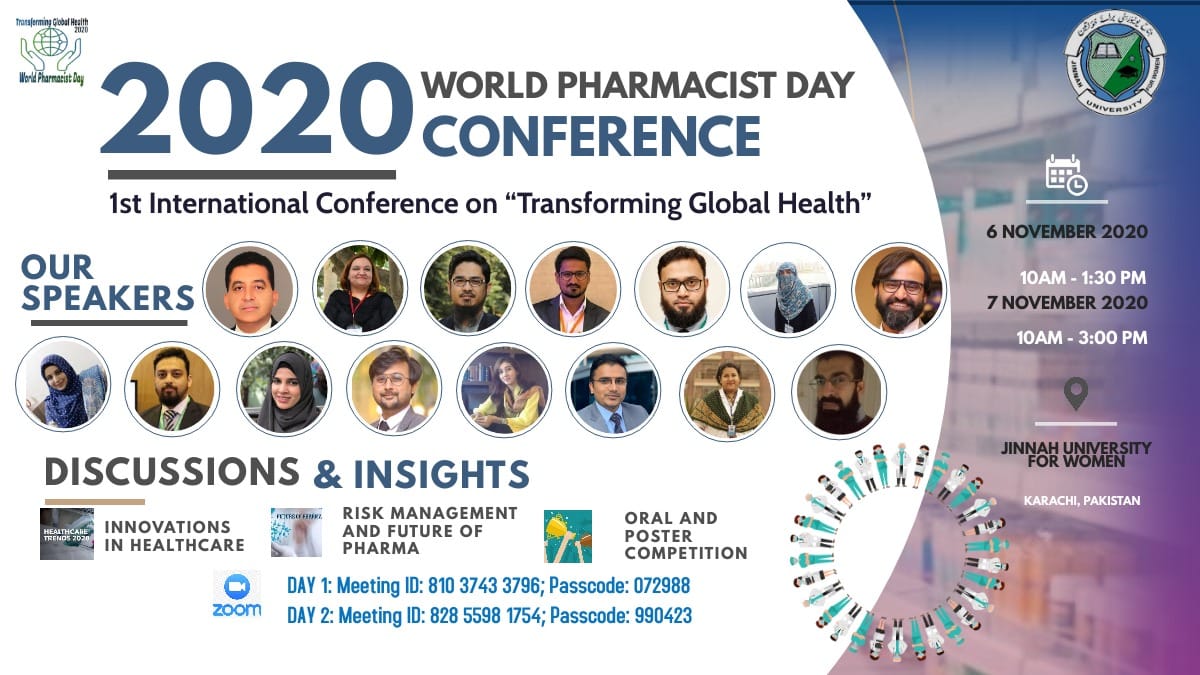 Transforming Global Health
2020
World Pharmacist Day
2020
WORLD PHARMACIST DAY
CONFERENCE
1st International Conference on “Transforming Global Health”
JINNAH UNIVERSITY FOR WOMEN
6 NOVEMBER 2020
10AM - 1:30 PM
7 NOVEMBER 2020
10AM - 3:00 PM
JINNAH UNIVERSITY
FOR WOMEN
KARACHI, PAKISTAN
OUR
SPEAKERS
DISCUSSIONS & INSIGHTS
HEALTHCARE
TRENDS 2020
INNOVATIONS
IN HEALTHCARE
RISK MANAGEMENT
AND FUTURE OF
PHARMA
ORAL AND
POSTER
COMPETITION
zoom
DAY 1: Meeting ID: 810 3743 3796; Passcode: 072988
DAY 2: Meeting ID: 828 5598 1754; Passcode: 990423